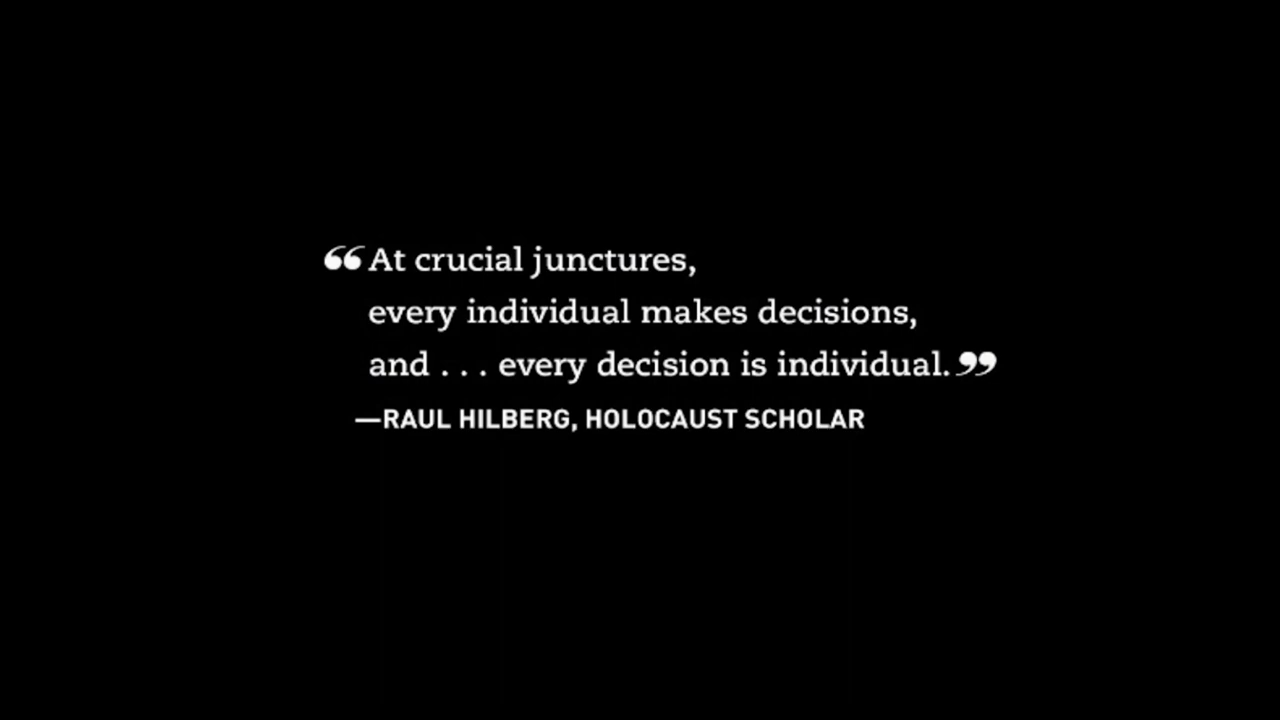 “At crucial junctures,
every individual makes decisions,
and . . . every decision is individual.”
—RAUL HILBERG, HOLOCAUST SCHOLAR